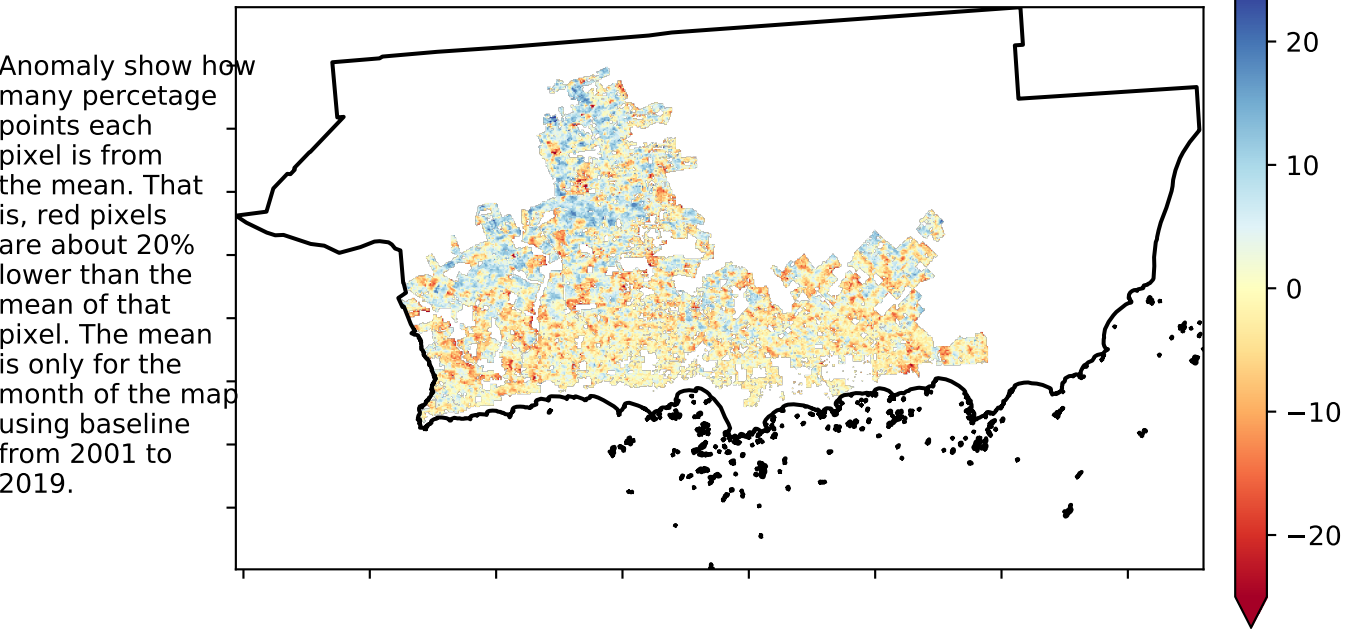 Anomaly show how
many percetage
points each
pixel is from
the mean. That
is, red pixels
are about 20%
lower than the
mean of that
pixel. The mean
is only for the
month of the map
using baseline
from 2001 to
2019.
20
10
0
−10
−20